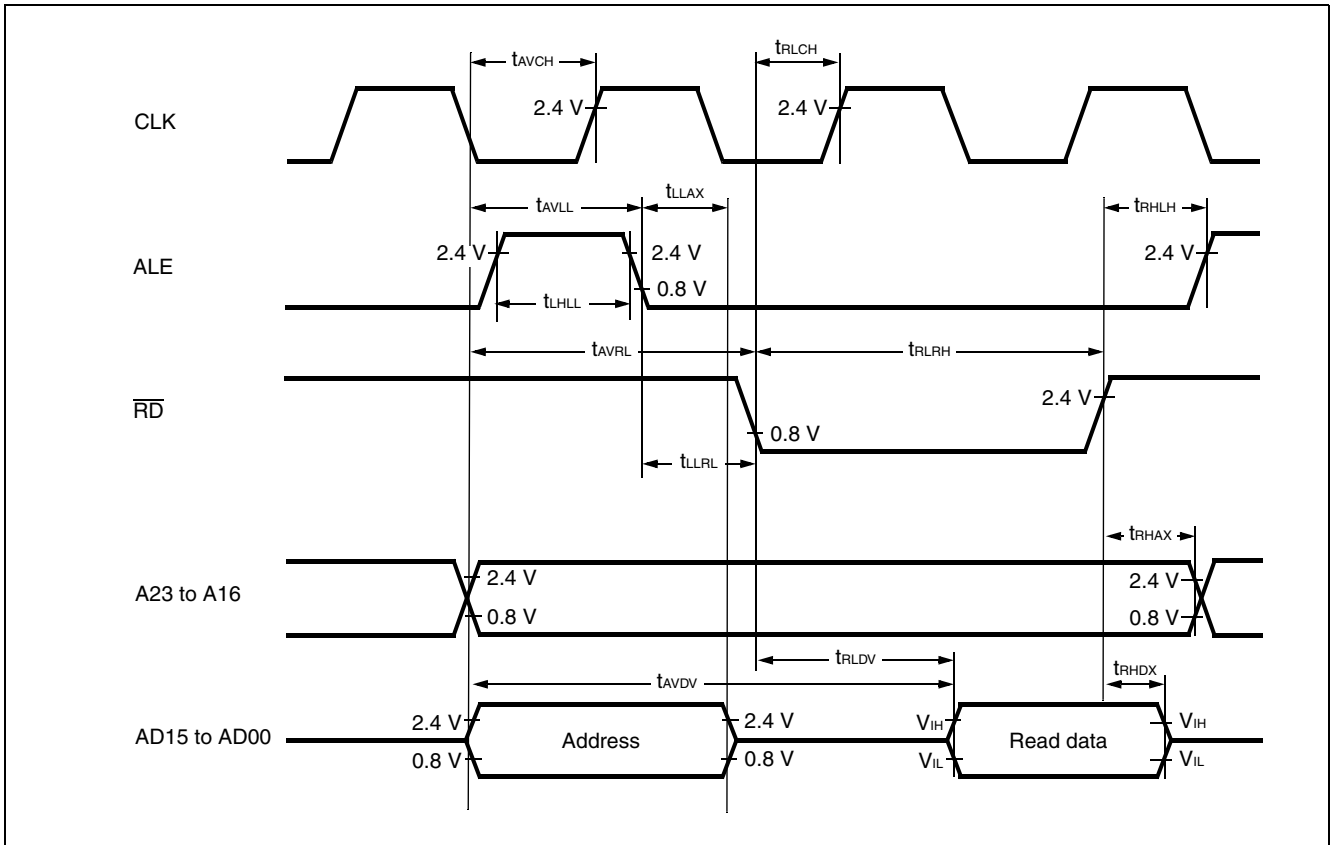 tAVCH
tRLCH
2.4 V
2.4 V
CLK
tAVLL
tLLAX
tRHLH
2.4 V
2.4 V
2.4 V
ALE
0.8 V
tLHLL
tAVRL
tRLRH
RD
2.4 V
0.8 V
tLLRL
tRHAX
2.4 V
2.4 V
A23 to A16
0.8 V
0.8 V
tRLDV
tRHDX
tAVDV
2.4 V
2.4 V
VIH
VIH
AD15 to AD00
Address
Read data
0.8 V
0.8 V
VIL
VIL